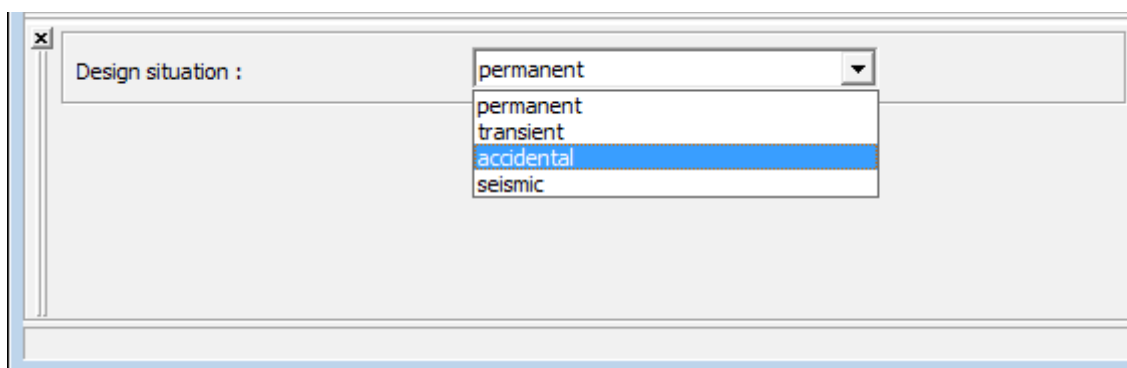 Design situation : permanent
permanent
transient
accidental
seismic